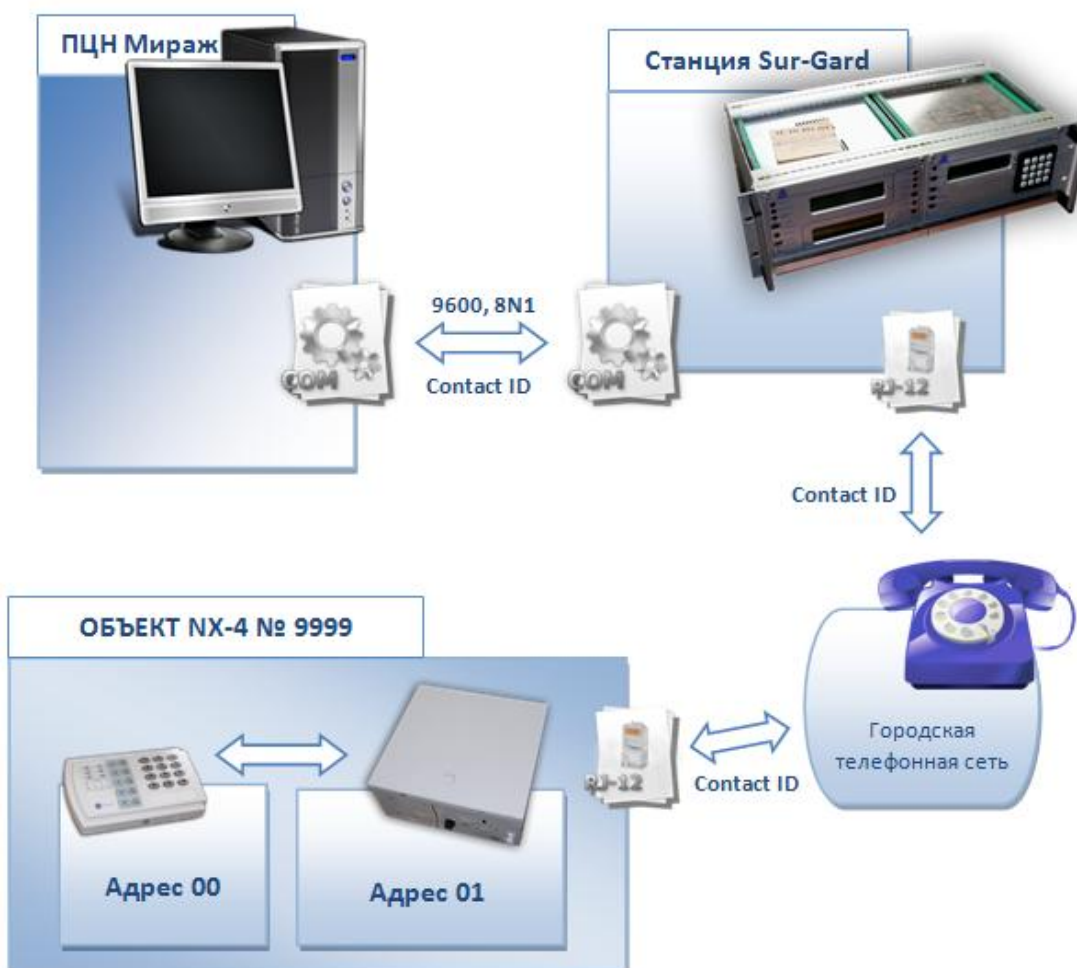 ПЦН Мираж
Станция Sur-Gard
9600, 8N1
COM
COM
Contact ID
RJ-12
Contact ID
ОБЪЕКТ NX-4 № 9999
Городская
телефонная сеть
RJ-12
Contact ID
Адрес 00
Адрес 01